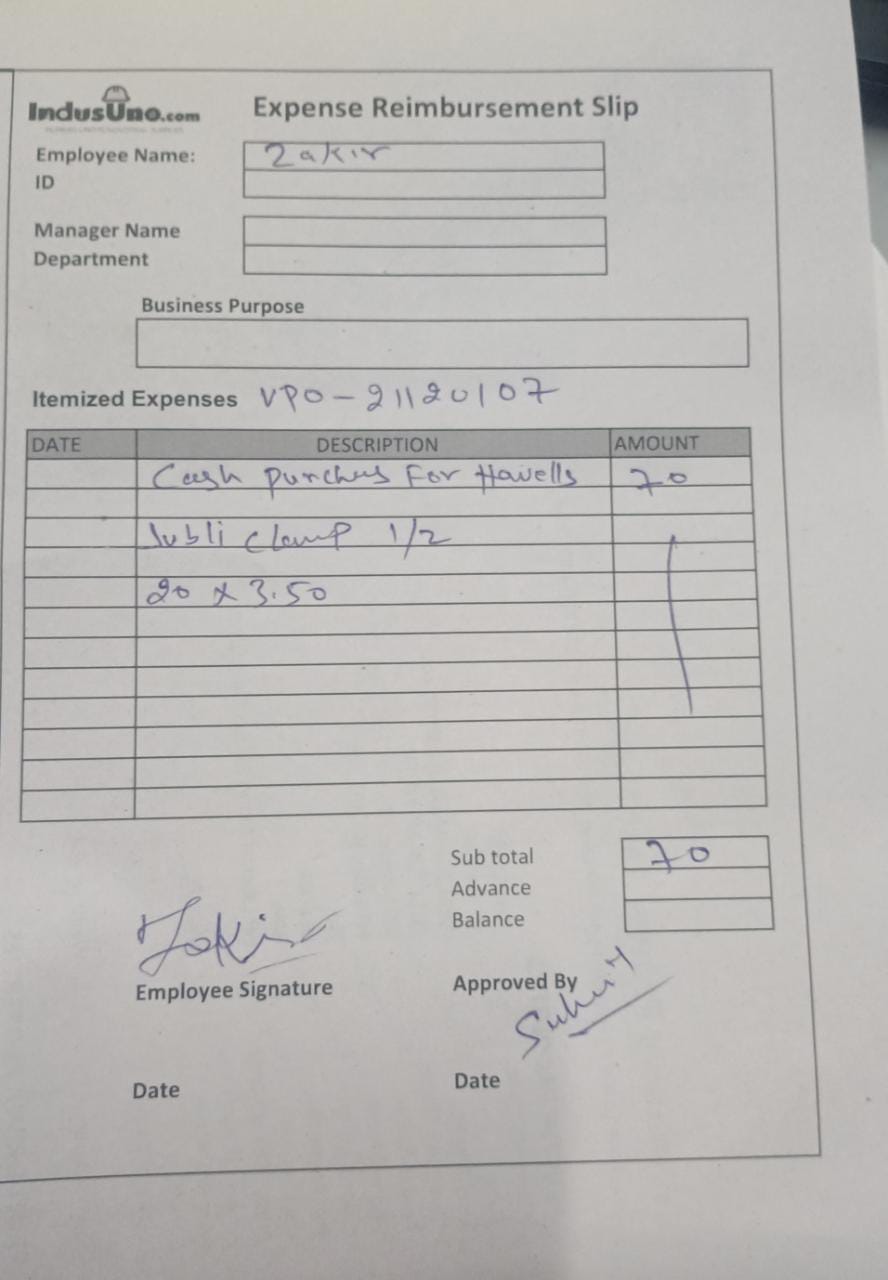 IndusUno.com
Expense Reimbursement Slip
Employee Name: Zakir
ID
Manager Name
Department
Business Purpose
Itemized Expenses VPO-21120107
DATE DESCRIPTION AMOUNT
Cash purchus For Havells 70
Jubli clamp 1/2
20 x 3.50
Sub total 70
Advance
Balance
Zakir
Employee Signature
Approved By
Date
Date